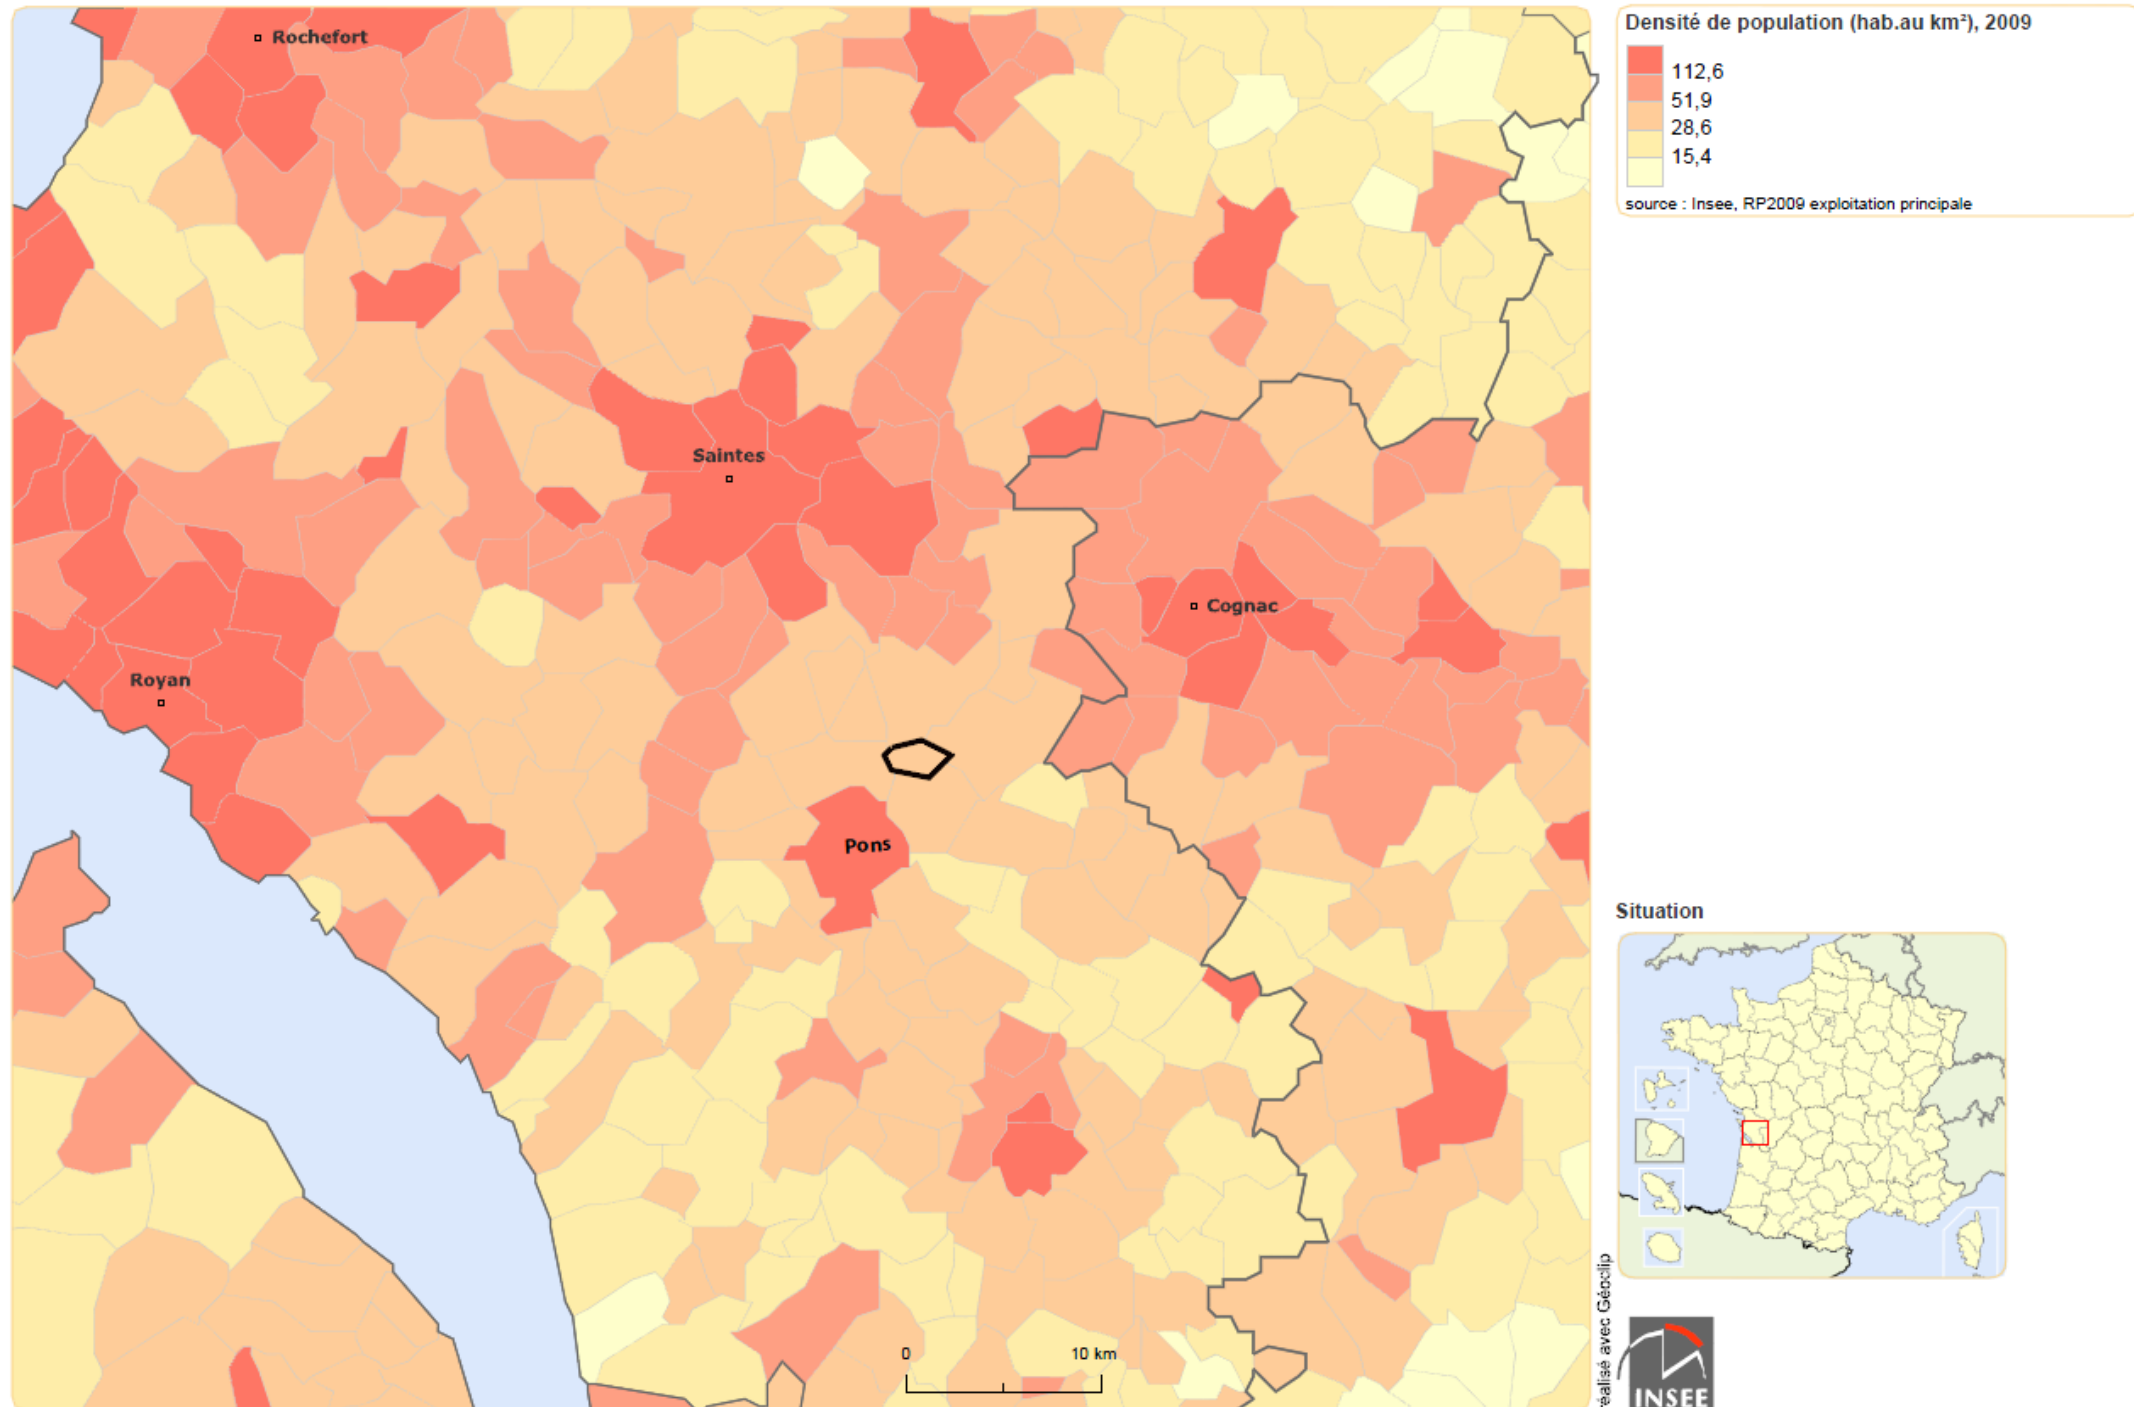 Rochefort
Saintes
Cognac
Royan
Pons
0 10 km
Densité de population (hab.au km²), 2009
112,6
51,9
28,6
15,4
source : Insee, RP2009 exploitation principale
Situation
réalisé avec Géoclip
INSEE